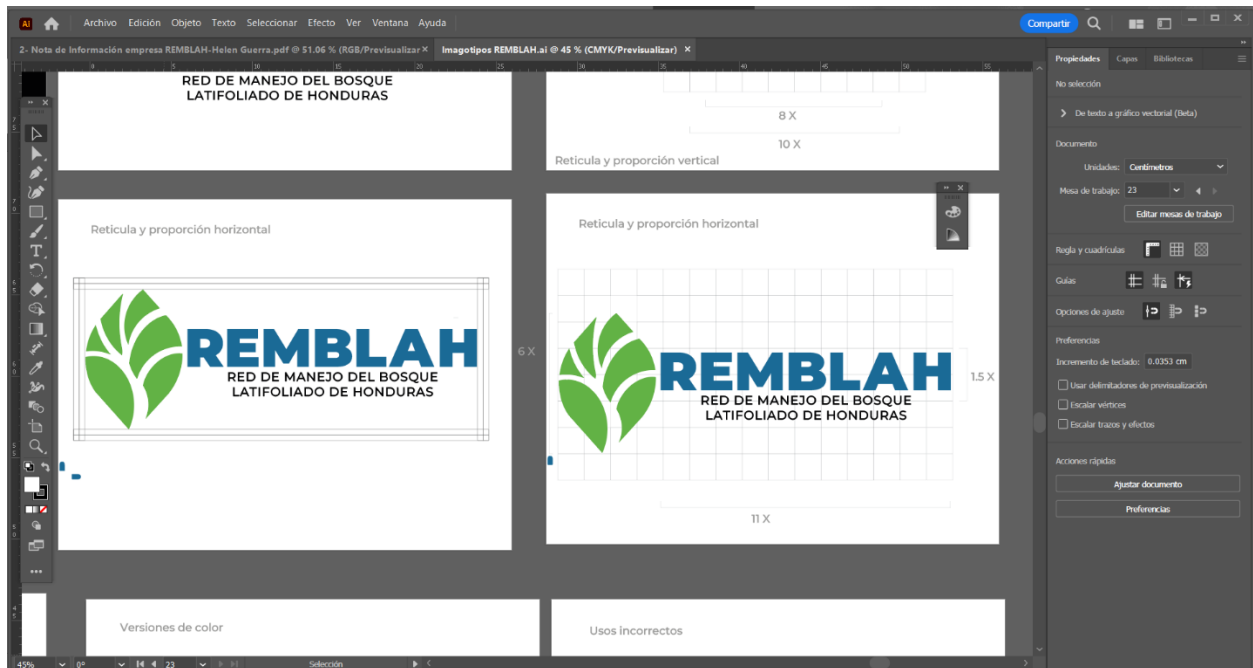 Ai
Archivo Edición Objeto Texto Seleccionar Efecto Ver Ventana Ayuda
Compartir
2- Nota de Información empresa REMBLAH-Helen Guerra.pdf @ 51.06 % (RGB/Previsualizar ×
Imagotipos REMBLAH.ai @ 45 % (CMYK/Previsualizar) ×
RED DE MANEJO DEL BOSQUE
LATIFOLIADO DE HONDURAS
8 X
10 X
Reticula y proporción vertical
Reticula y proporción horizontal
REMBLAH
RED DE MANEJO DEL BOSQUE
LATIFOLIADO DE HONDURAS
Reticula y proporción horizontal
6 X
REMBLAH
RED DE MANEJO DEL BOSQUE
LATIFOLIADO DE HONDURAS
1.5 X
11 X
Versiones de color
Usos incorrectos
Propiedades Capas Bibliotecas
No selección
De texto a gráfico vectorial (Beta)
Documento
Unidades: Centímetros
Mesa de trabajo: 23
Editar mesas de trabajo
Regla y cuadrículas
Guías
Opciones de ajuste
Preferencias
Incremento de teclado: 0.0353 cm
Usar delimitadores de previsualización
Escalar vértices
Escalar trazos y efectos
Acciones rápidas
Ajustar documento
Preferencias
45% 0° 23 Selección